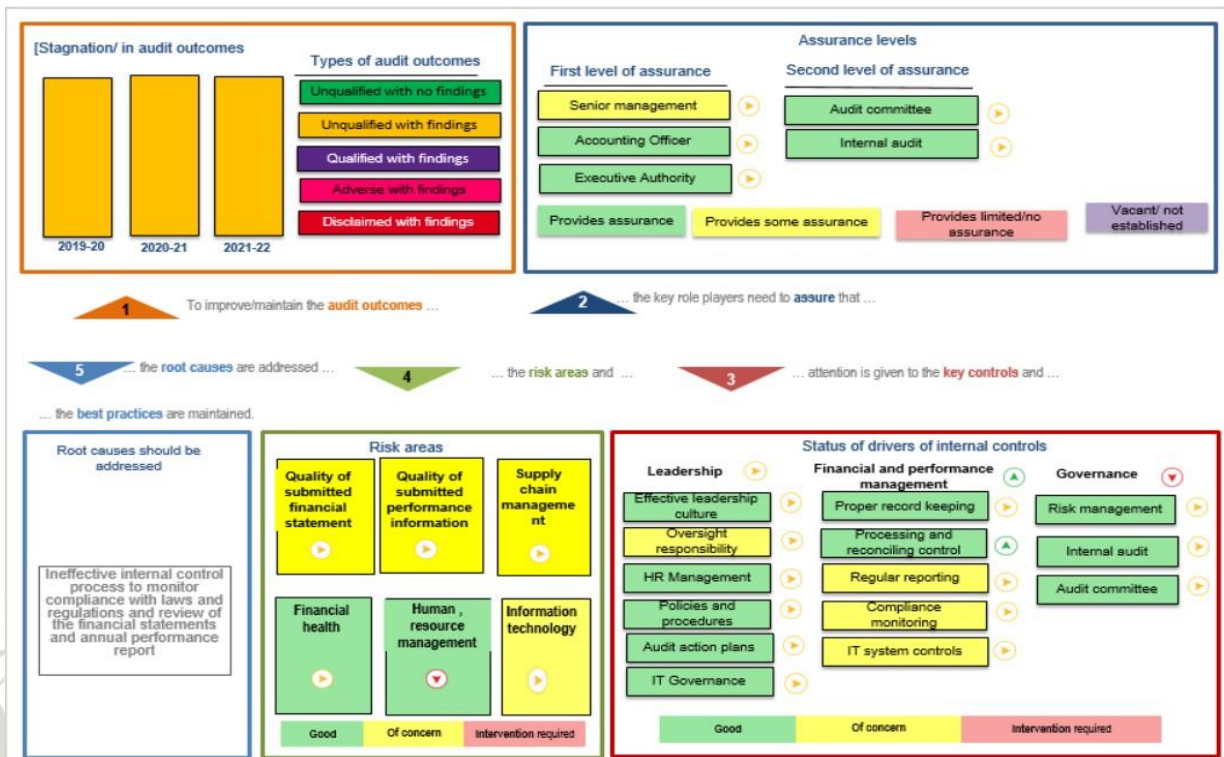 [Stagnation/ in audit outcomes
Types of audit outcomes
Unqualified with no findings
Unqualified with findings
Qualified with findings
Adverse with findings
Disclaimed with findings
2019-20
2020-21
2021-22
Assurance levels
First level of assurance
Second level of assurance
Senior management
Accounting Officer
Executive Authority
Audit committee
Internal audit
Provides assurance
Provides some assurance
Provides limited/no
assurance
Vacant/ not
established
1
To improve/maintain the audit outcomes …
2
… the key role players need to assure that …
5
… the root causes are addressed …
4
… the risk areas and …
3
… attention is given to the key controls and …
… the best practices are maintained.
Root causes should be
addressed
Ineffective internal control
process to monitor
compliance with laws and
regulations and review of
the financial statements
and annual performance
report
Risk areas
Quality of
submitted
financial
statement
Quality of
submitted
performance
information
Supply
chain
manageme
nt
Financial
health
Human ,
resource
management
Information
technology
Good
Of concern
Intervention required
Status of drivers of internal controls
Leadership
Effective leadership
culture
Oversight
responsibility
HR Management
Policies and
procedures
Audit action plans
IT Governance
Financial and performance
management
Proper record keeping
Processing and
reconciling control
Regular reporting
Compliance
monitoring
IT system controls
Governance
Risk management
Internal audit
Audit committee
Good
Of concern
Intervention required